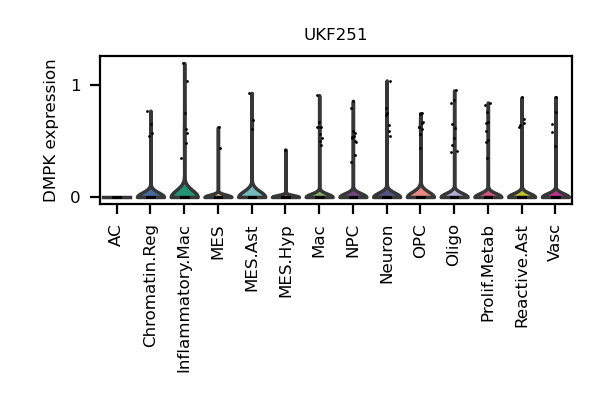 UKF251
DMPK expression
1
0
AC
Chromatin.Reg
Inflammatory.Mac
MES
MES.Ast
MES.Hyp
Mac
NPC
Neuron
OPC
Oligo
Prolif.Metab
Reactive.Ast
Vasc